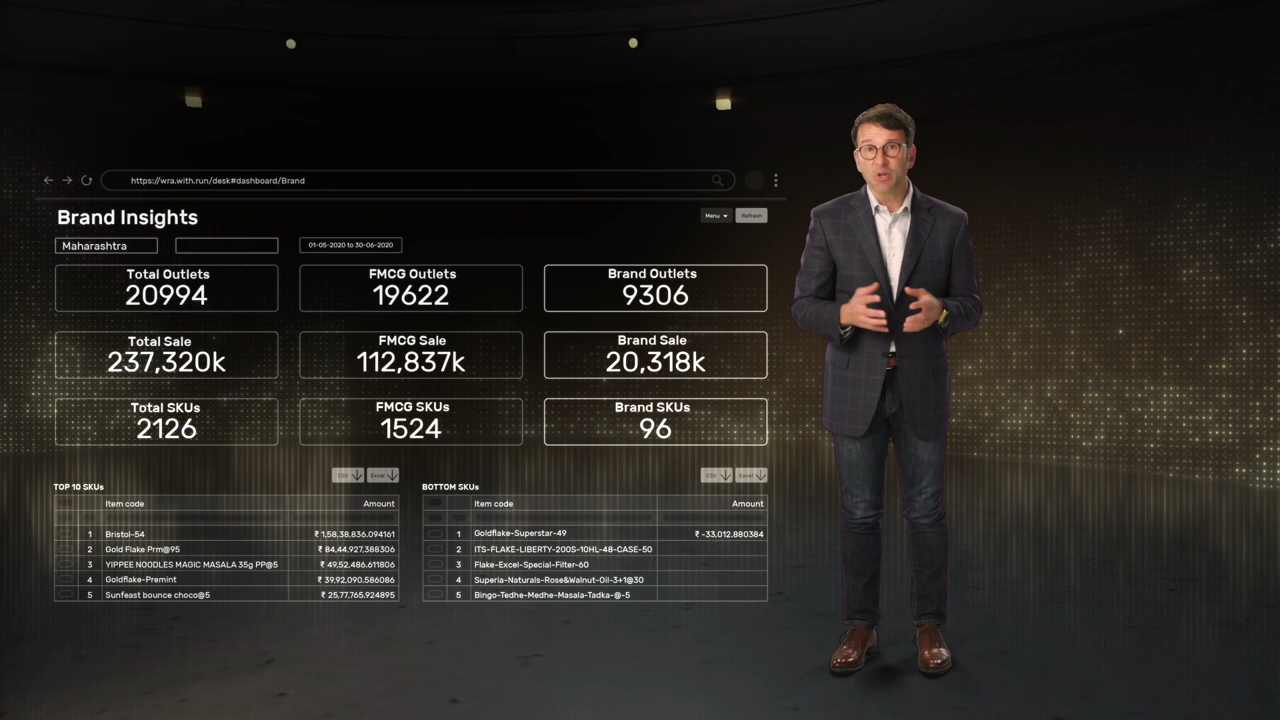 https://wra.with.run/desk#dashboard/Brand
Brand Insights
Menu
Refresh
Maharashtra
01-05-2020 to 30-06-2020
Total Outlets
20994
FMCG Outlets
19622
Brand Outlets
9306
Total Sale
237,320k
FMCG Sale
112,837k
Brand Sale
20,318k
Total SKUs
2126
FMCG SKUs
1524
Brand SKUs
96
CSV
Excel
CSV
Excel
TOP 10 SKUs
Item code Amount
1 Bristol-54 ₹ 1,58,38,836.094161
2 Gold Flake Prm@95 ₹ 84,44,927,388306
3 YIPPEE NOODLES MAGIC MASALA 35g PP@5 ₹ 49,52,486.611806
4 Goldflake-Premint ₹ 39,92,090.586086
5 Sunfeast bounce choco@5 ₹ 25,77,765,924895
BOTTOM SKUs
Item code Amount
1 Goldflake-Superstar-49 ₹ -33,012.880384
2 ITS-FLAKE-LIBERTY-200S-10HL-48-CASE-50
3 Flake-Excel-Special-Filter-60
4 Superia-Naturals-Rose&Walnut-Oil-3+1@30
5 Bingo-Tedhe-Medhe-Masala-Tadka-@-5